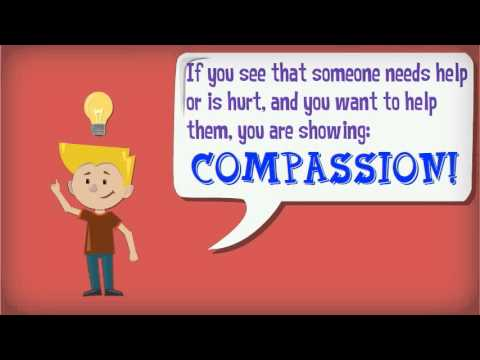 If you see that someone needs help
or is hurt, and you want to help
them, you are showing:
COMPASSION!